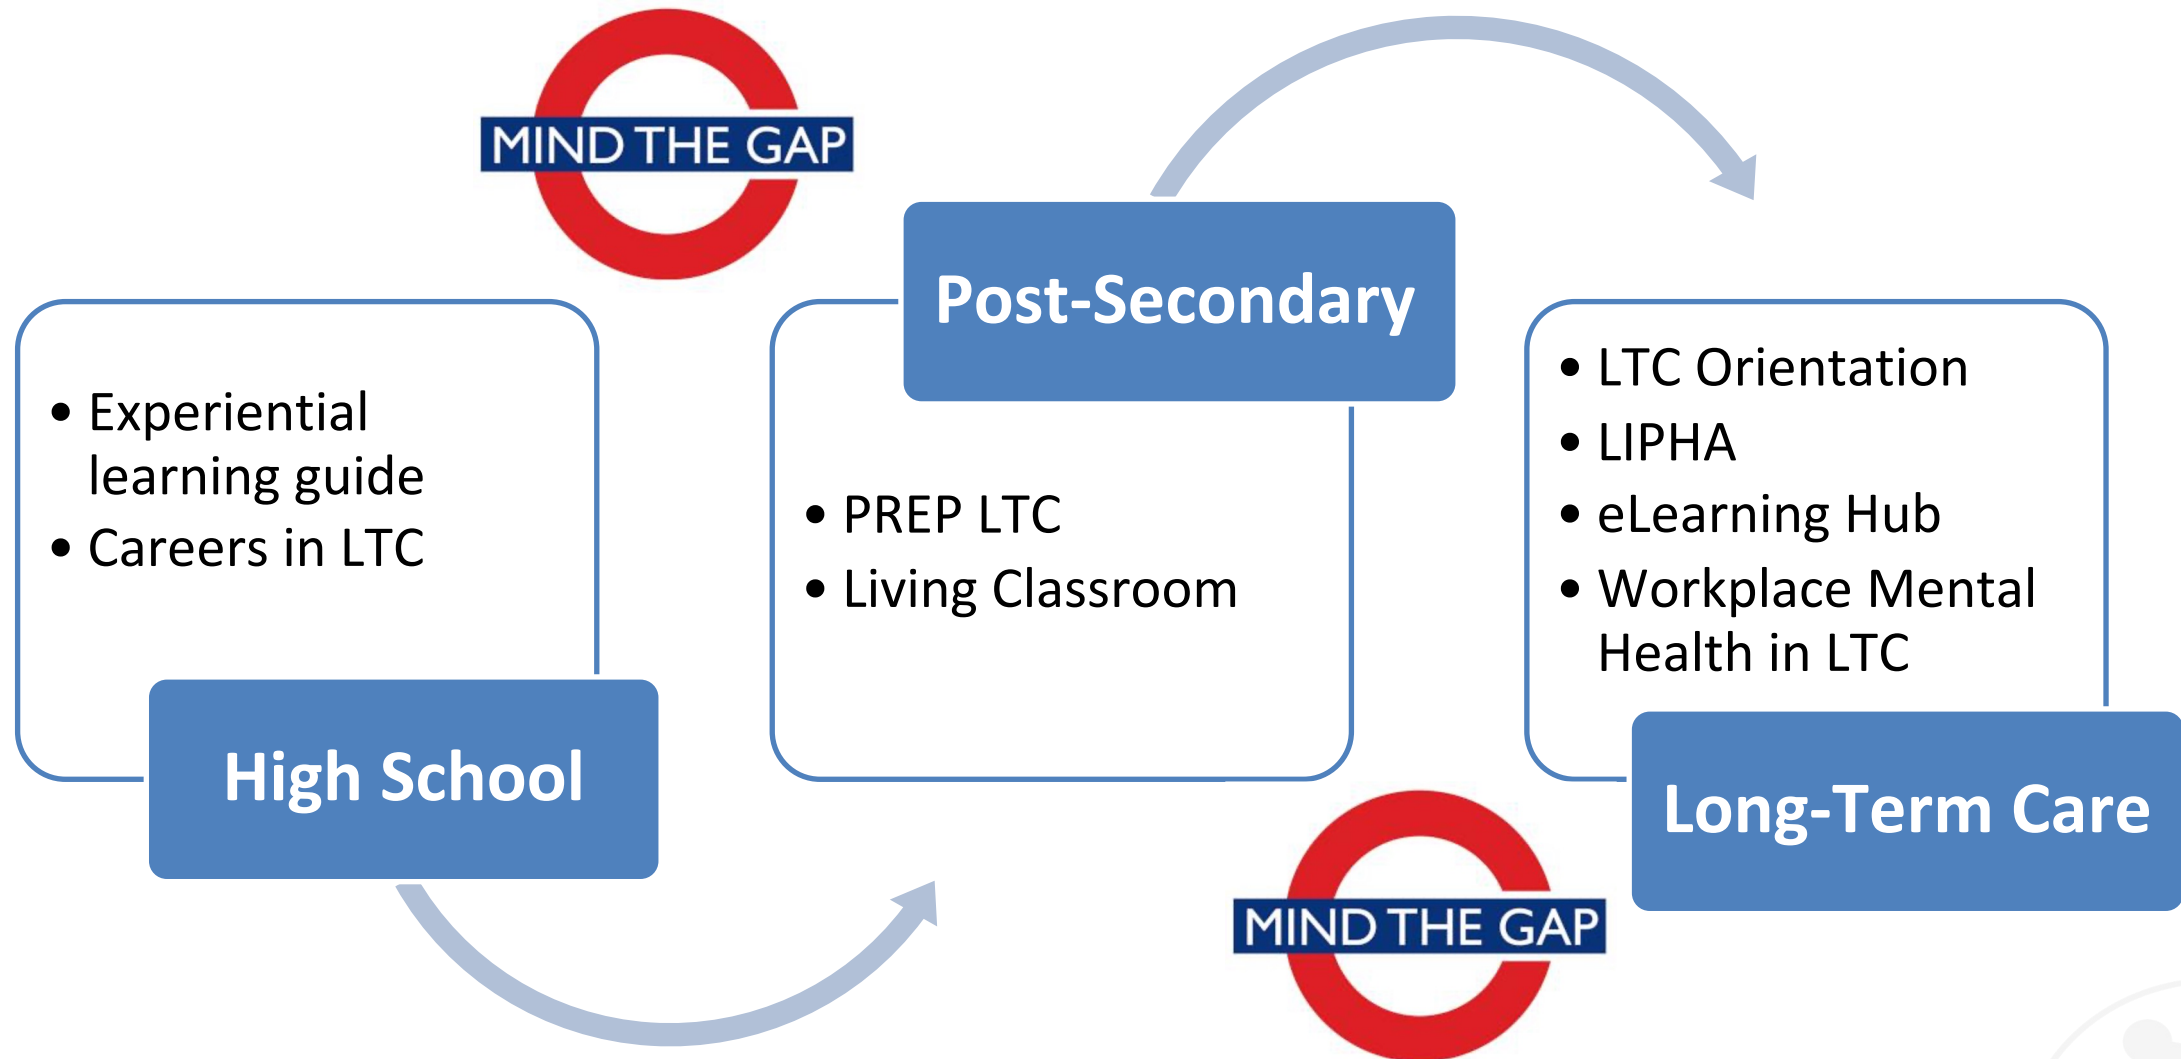 MIND THE GAP
• Experiential
learning guide
• Careers in LTC
High School
Post-Secondary
• PREP LTC
• Living Classroom
• LTC Orientation
• LIPHA
• eLearning Hub
• Workplace Mental
Health in LTC
Long-Term Care
MIND THE GAP